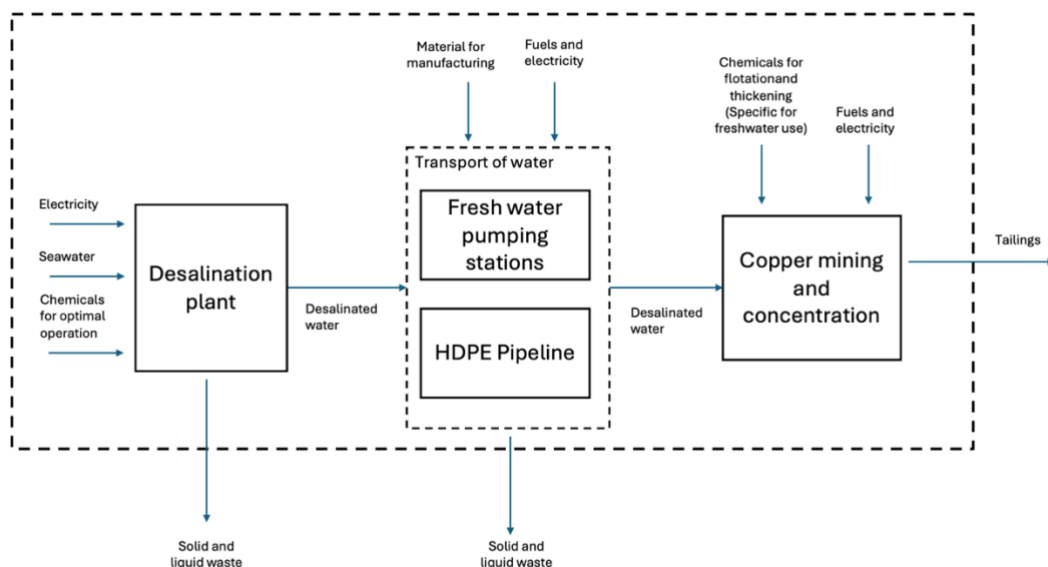 Material for
manufacturing
Fuels and
electricity
Chemicals for
flotationand
thickening
(Specific for
freshwater use)
Fuels and
electricity
Transport of water
Electricity
Seawater
Chemicals
for optimal
operation
Desalination
plant
Desalinated
water
Fresh water
pumping
stations
HDPE Pipeline
Desalinated
water
Copper mining
and
concentration
Tailings
Solid and
liquid waste
Solid and
liquid waste